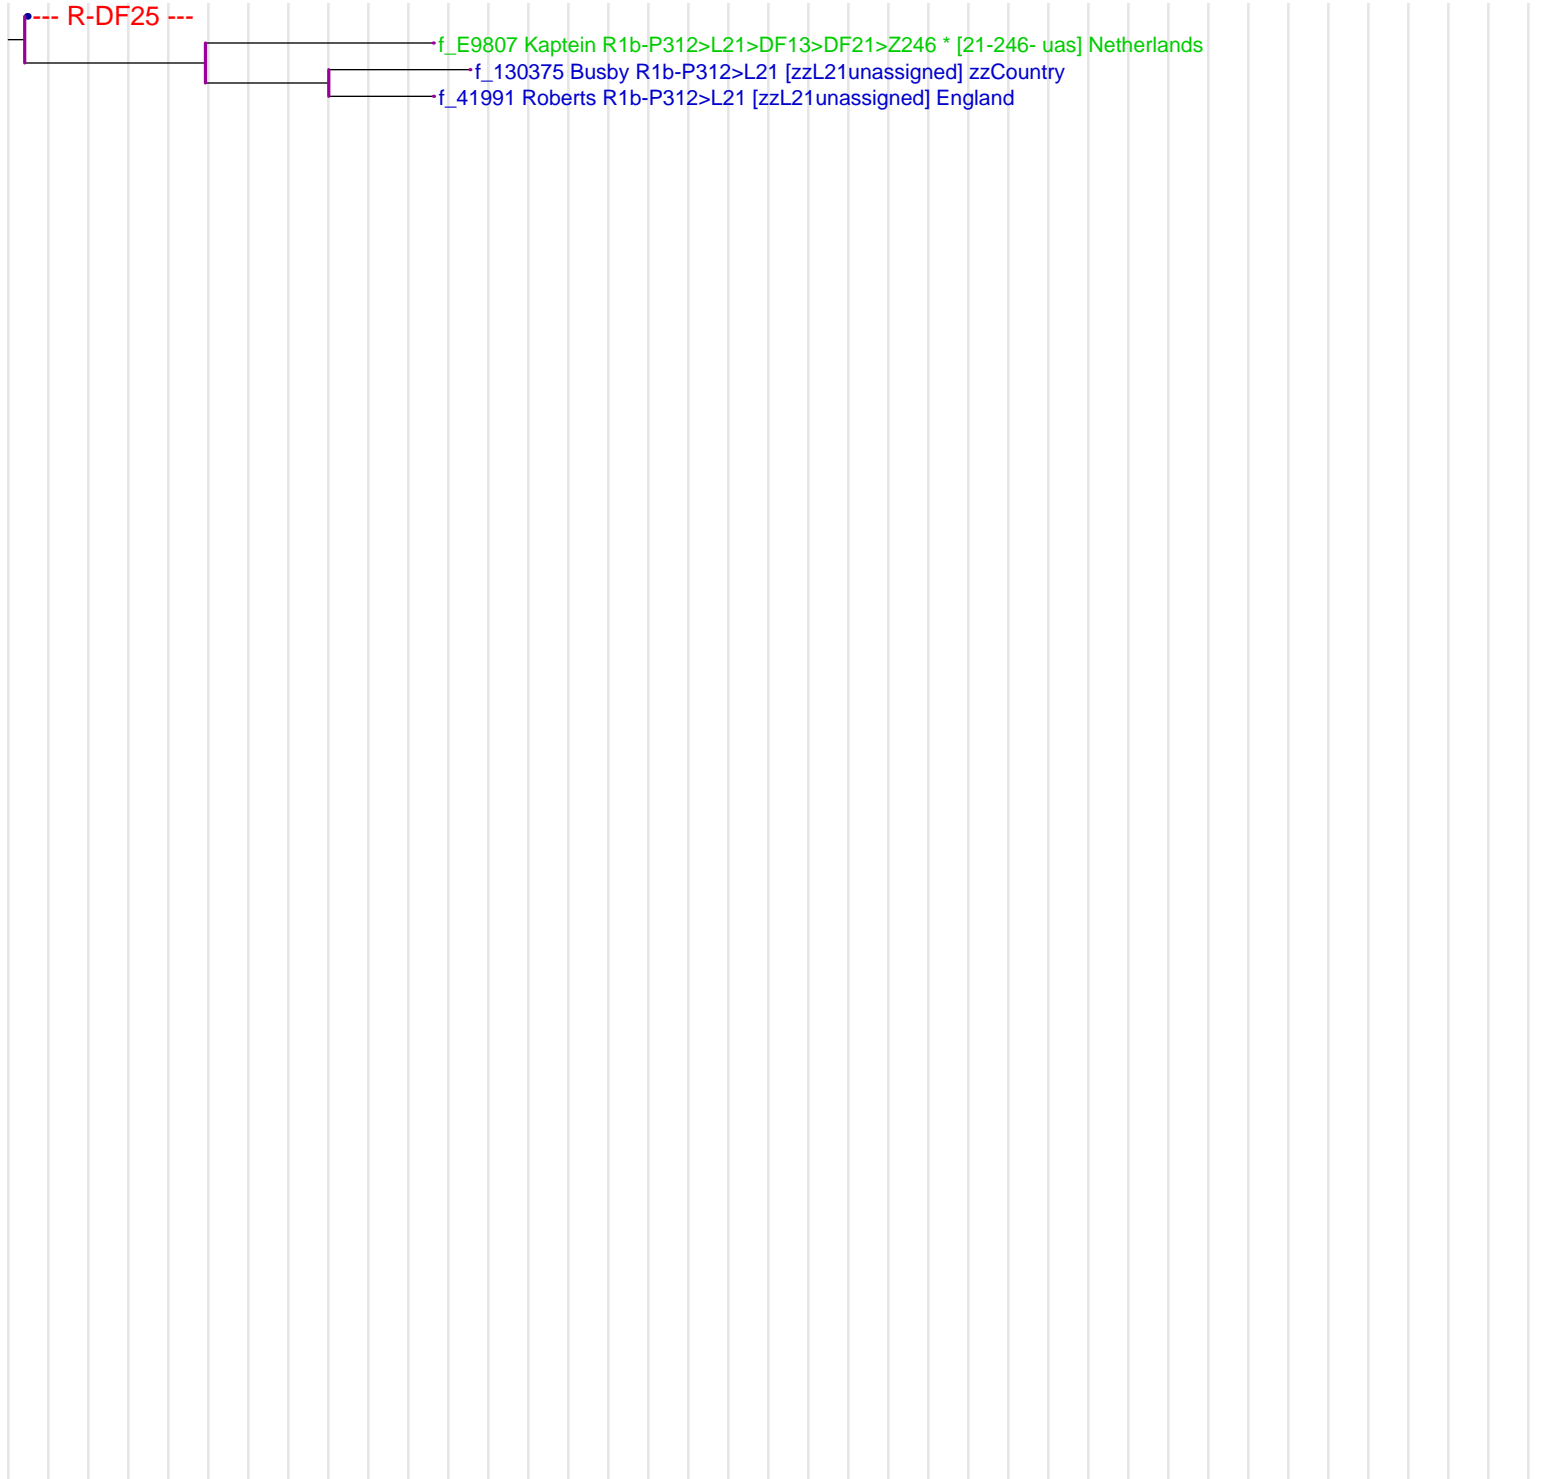 --- R-DF25 ---
f_E9807 Kaptein R1b-P312>L21>DF13>DF21>Z246 * [21-246- uas] Netherlands
f_130375 Busby R1b-P312>L21 [zzL21unassigned] zzCountry
f_41991 Roberts R1b-P312>L21 [zzL21unassigned] England